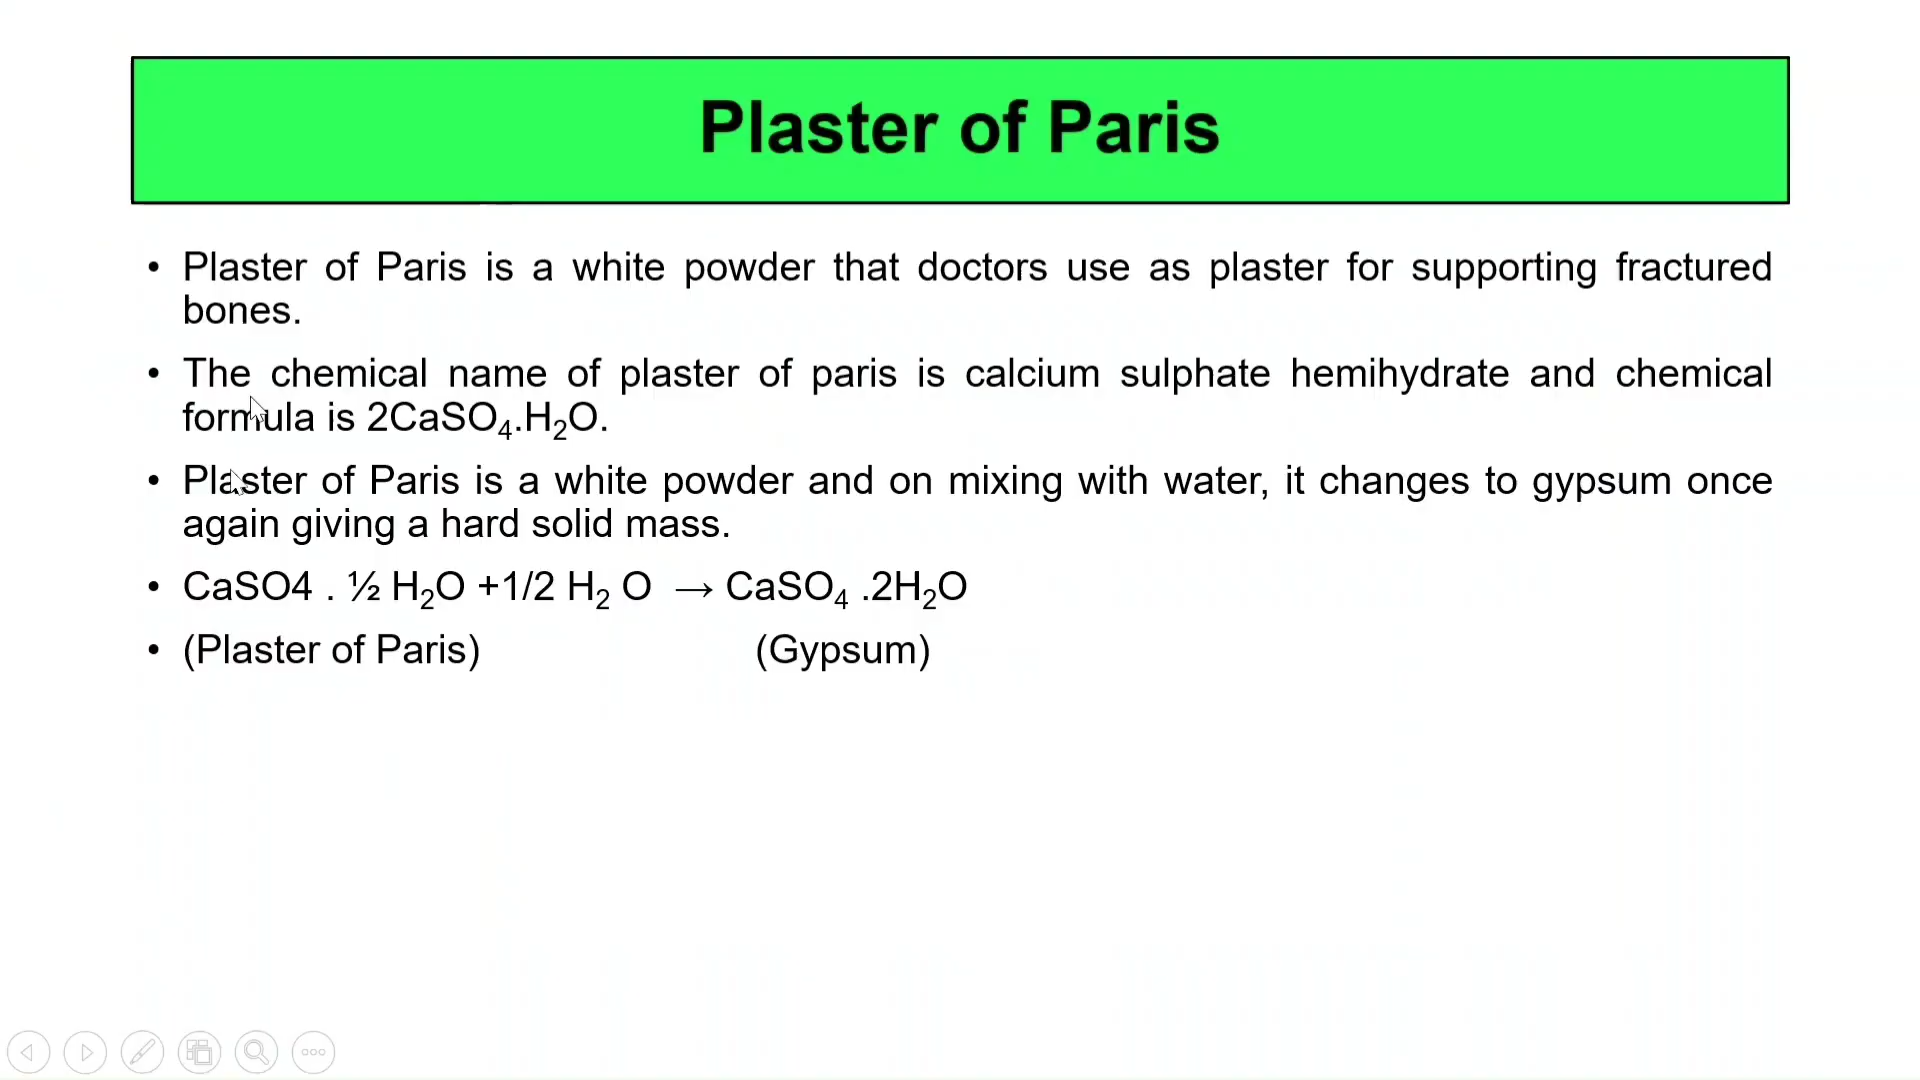 Plaster of Paris
• Plaster of Paris is a white powder that doctors use as plaster for supporting fractured
bones.
• The chemical name of plaster of paris is calcium sulphate hemihydrate and chemical
formula is 2CaSO₄.H₂O.
• Plaster of Paris is a white powder and on mixing with water, it changes to gypsum once
again giving a hard solid mass.
• CaSO4 . ½ H₂O +1/2 H₂ O → CaSO₄ .2H₂O
• (Plaster of Paris) (Gypsum)